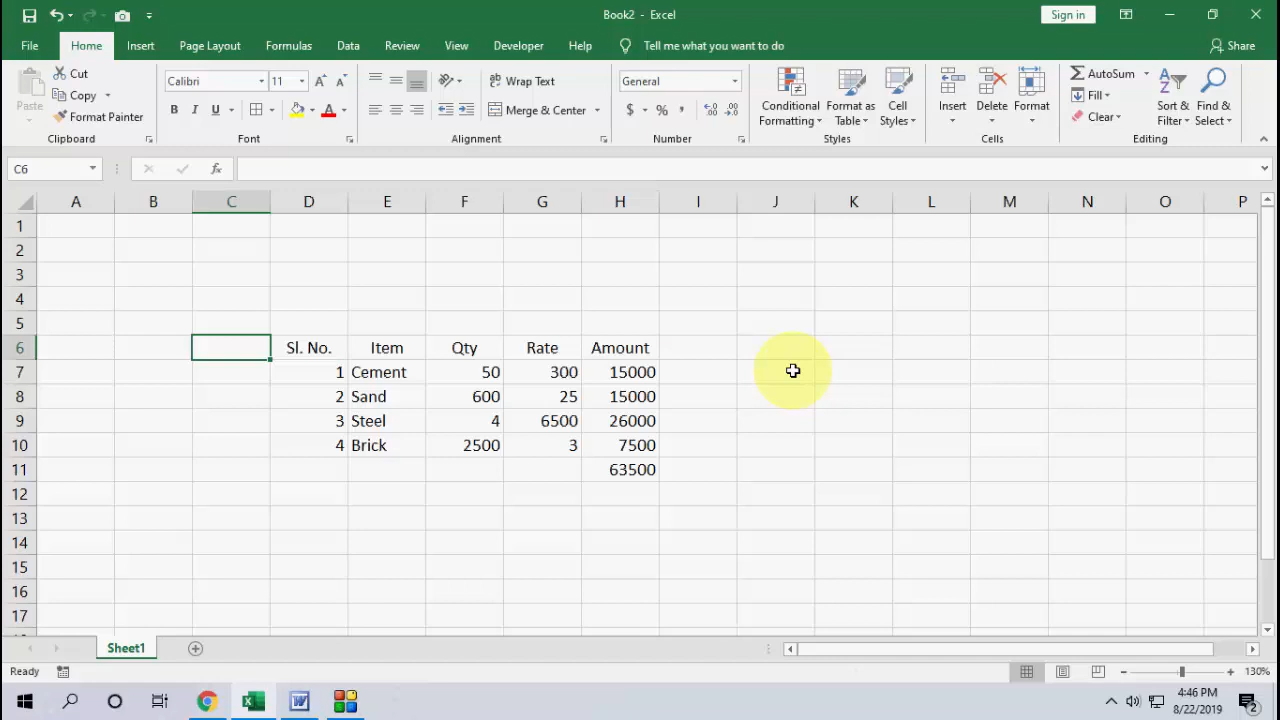 Book2 - Excel
Sign in
File Home Insert Page Layout Formulas Data Review View Developer Help Tell me what you want to do Share
Paste
Cut
Copy
Format Painter
Clipboard
Calibri 11
A A
B I U A
Font
Wrap Text
Merge & Center
Alignment
General
$ % ,
Number
Conditional Formatting
Format as Table
Cell Styles
Styles
Insert Delete Format
Cells
AutoSum
Fill
Clear
Sort & Filter
Find & Select
Editing
C6 fx
A B C D E F G H I J K L M N O P
1
2
3
4
5
6 Sl. No. Item Qty Rate Amount
7 1 Cement 50 300 15000
8 2 Sand 600 25 15000
9 3 Steel 4 6500 26000
10 4 Brick 2500 3 7500
11 63500
12
13
14
15
16
17
Sheet1
Ready 130%
4:46 PM
8/22/2019
2